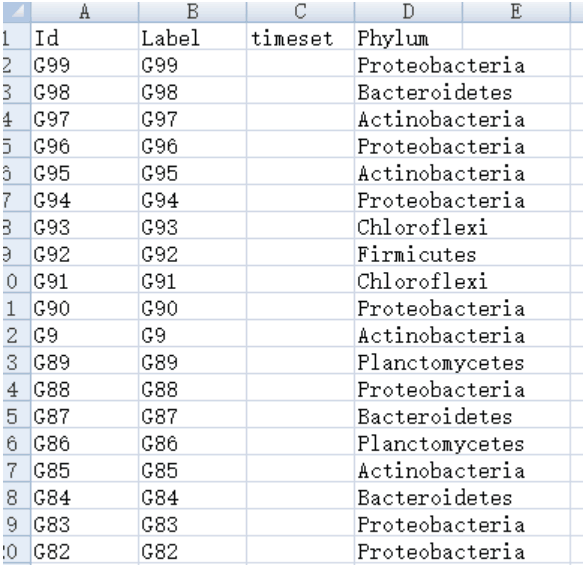 A B C D E
1 Id Label timeset Phylum
2 G99 G99 Proteobacteria
3 G98 G98 Bacteroidetes
4 G97 G97 Actinobacteria
5 G96 G96 Proteobacteria
6 G95 G95 Actinobacteria
7 G94 G94 Proteobacteria
8 G93 G93 Chloroflexi
9 G92 G92 Firmicutes
0 G91 G91 Chloroflexi
1 G90 G90 Proteobacteria
2 G9 G9 Actinobacteria
3 G89 G89 Planctomycetes
4 G88 G88 Proteobacteria
5 G87 G87 Bacteroidetes
6 G86 G86 Planctomycetes
7 G85 G85 Actinobacteria
8 G84 G84 Bacteroidetes
9 G83 G83 Proteobacteria
0 G82 G82 Proteobacteria